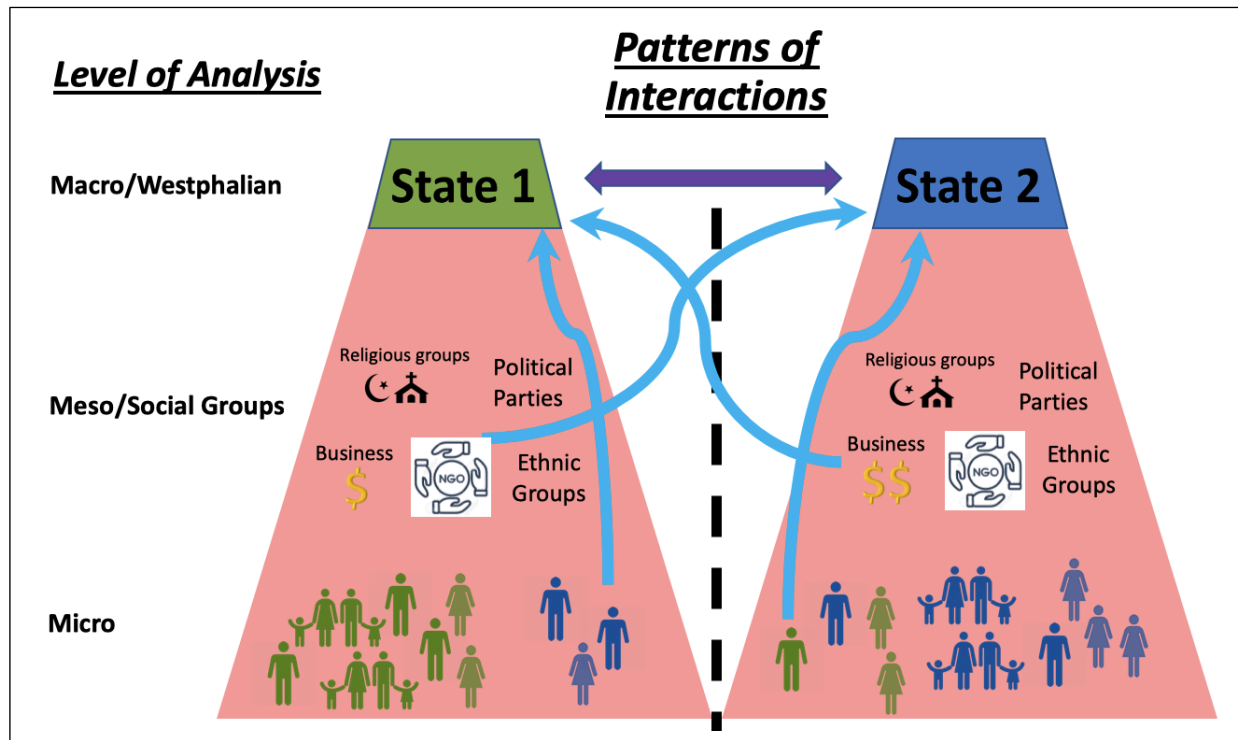 Level of Analysis
Patterns of
Interactions
Macro/Westphalian
State 1
State 2
Meso/Social Groups
Religious groups
Political
Parties
Business
$
NGO
Ethnic
Groups
Religious groups
Political
Parties
Business
$$
NGO
Ethnic
Groups
Micro